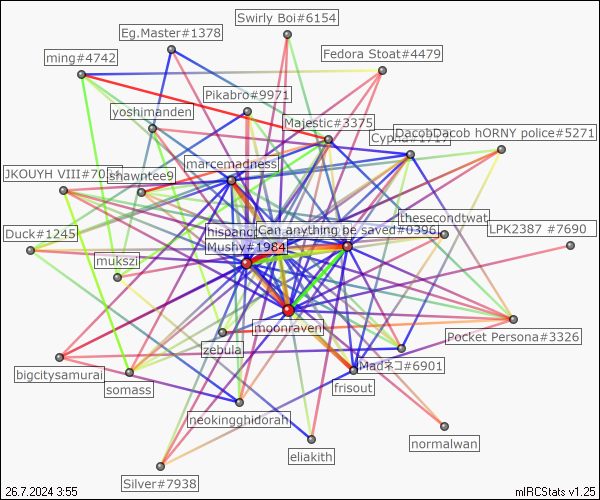 Swirly Boi#6154
Eg.Master#1378
Fedora Stoat#4479
ming#4742
Pikabro#9971
yoshimanden
Majestic#3375
DacobDacob hORNY police#5271
marcemadness
JKOUYH VIII#70
shawntee9
thesecondtwat
Duck#1245
hispanic
Can anything be saved#0396
LPK2387 #7690
Mushy#1984
mukszi
moonraven
Pocket Persona#3326
zebula
Madネコ#6901
bigcitysamurai
somass
frisout
neokingghidorah
normalwan
eliakith
Silver#7938
26.7.2024 3:55
mIRCStats v1.25